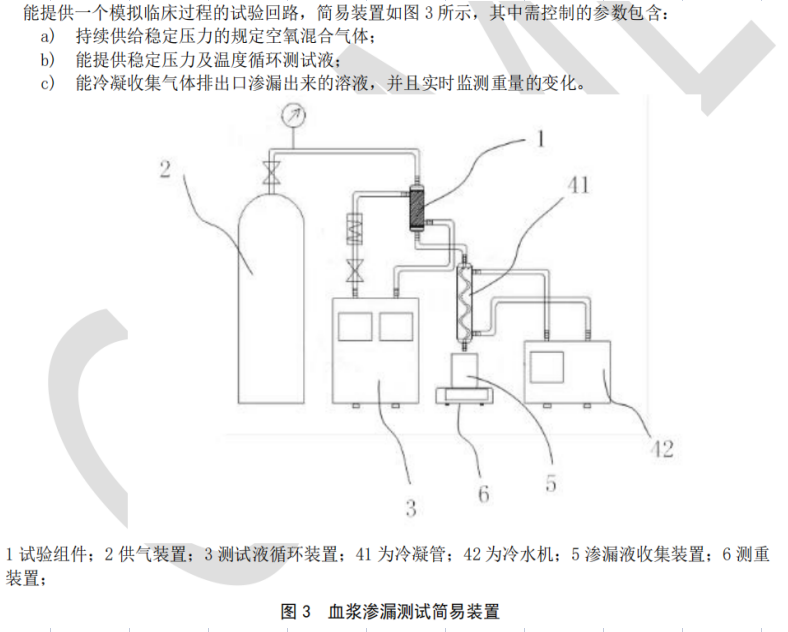 能提供一个模拟临床过程的试验回路，简易装置如图 3 所示，其中需控制的参数包含：
a) 持续供给稳定压力的规定空氧混合气体；
b) 能提供稳定压力及温度循环测试液；
c) 能冷凝收集气体排出口渗漏出来的溶液，并且实时监测重量的变化。
1
2
41
42
3
6
5
1 试验组件；2 供气装置；3 测试液循环装置；41 为冷凝管；42 为冷水机；5 渗漏液收集装置；6 测重
装置；
图 3 血浆渗漏测试简易装置